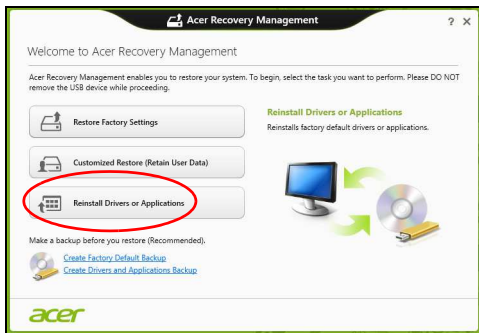 Acer Recovery Management
? X
Welcome to Acer Recovery Management
Acer Recovery Management enables you to restore your system. To begin, select the task you want to perform. Please DO NOT
remove the USB device while proceeding.
Restore Factory Settings
Customized Restore (Retain User Data)
Reinstall Drivers or Applications
Reinstall Drivers or Applications
Reinstalls factory default drivers or applications.
Make a backup before you restore (Recommended).
Create Factory Default Backup
Create Drivers and Applications Backup
acer